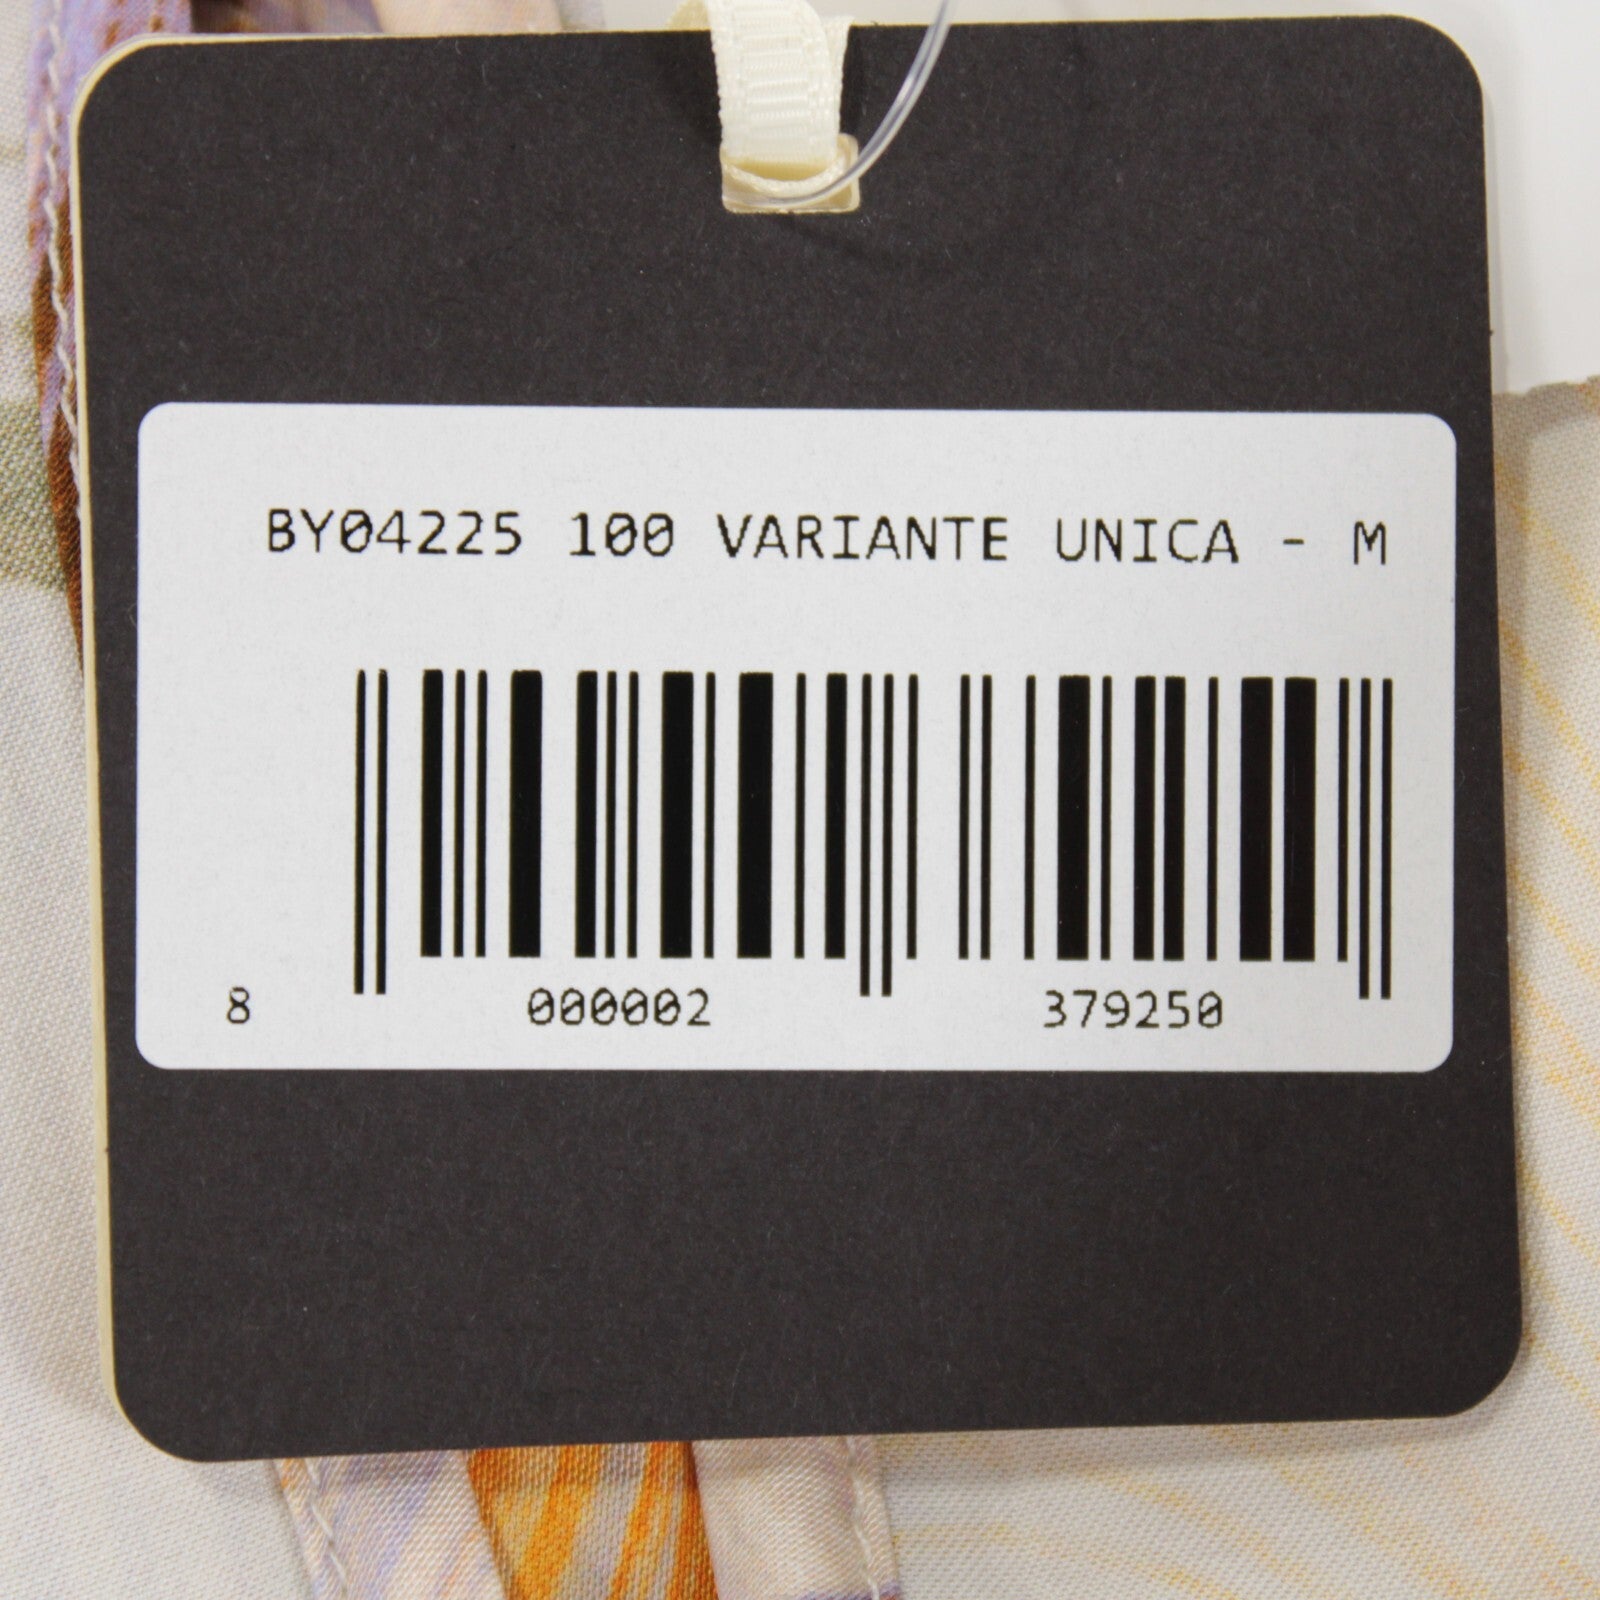 BY04225 100 VARIANTE UNICA - M
8 000002 379250